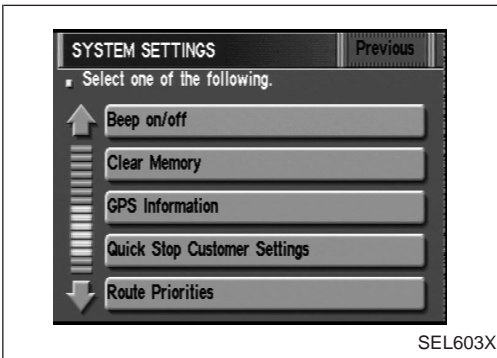 SYSTEM SETTINGS Previous
Select one of the following.
Beep on/off
Clear Memory
GPS Information
Quick Stop Customer Settings
Route Priorities
SEL603X